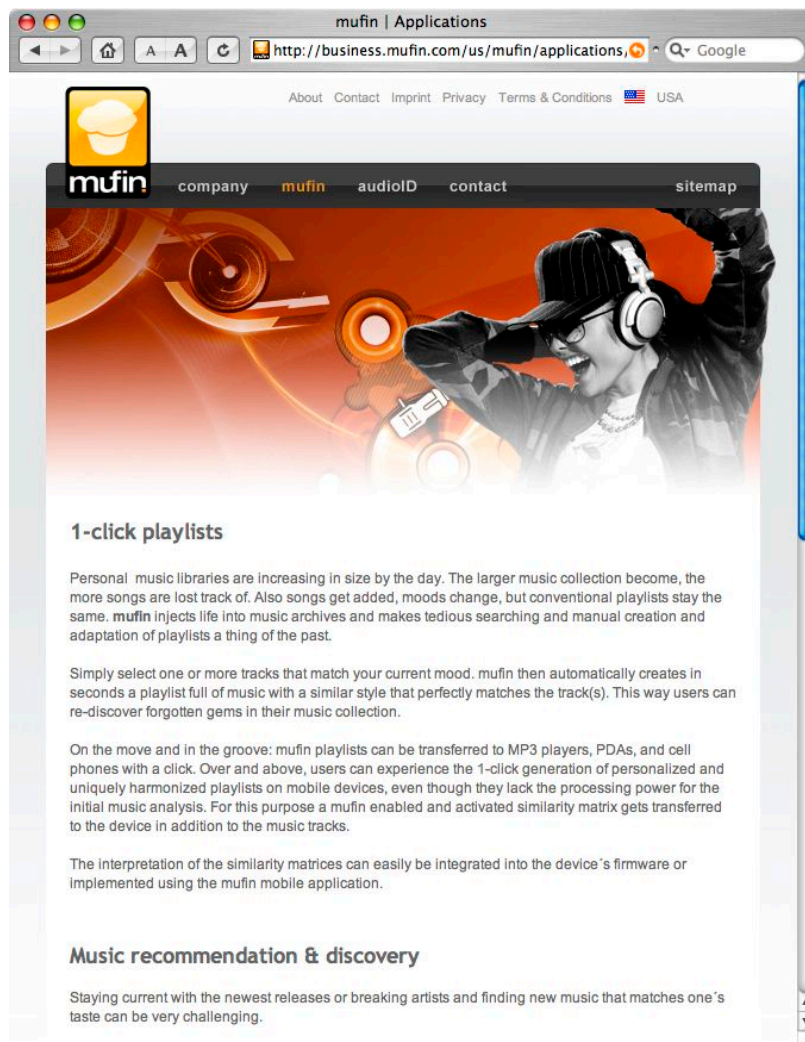 mufin | Applications
A A http://business.mufin.com/us/mufin/applications, Google
About Contact Imprint Privacy Terms & Conditions USA
mufin company mufin audioID contact sitemap
1-click playlists
Personal music libraries are increasing in size by the day. The larger music collection become, the
more songs are lost track of. Also songs get added, moods change, but conventional playlists stay the
same. mufin injects life into music archives and makes tedious searching and manual creation and
adaptation of playlists a thing of the past.
Simply select one or more tracks that match your current mood. mufin then automatically creates in
seconds a playlist full of music with a similar style that perfectly matches the track(s). This way users can
re-discover forgotten gems in their music collection.
On the move and in the groove: mufin playlists can be transferred to MP3 players, PDAs, and cell
phones with a click. Over and above, users can experience the 1-click generation of personalized and
uniquely harmonized playlists on mobile devices, even though they lack the processing power for the
initial music analysis. For this purpose a mufin enabled and activated similarity matrix gets transferred
to the device in addition to the music tracks.
The interpretation of the similarity matrices can easily be integrated into the device´s firmware or
implemented using the mufin mobile application.
Music recommendation & discovery
Staying current with the newest releases or breaking artists and finding new music that matches one´s
taste can be very challenging.